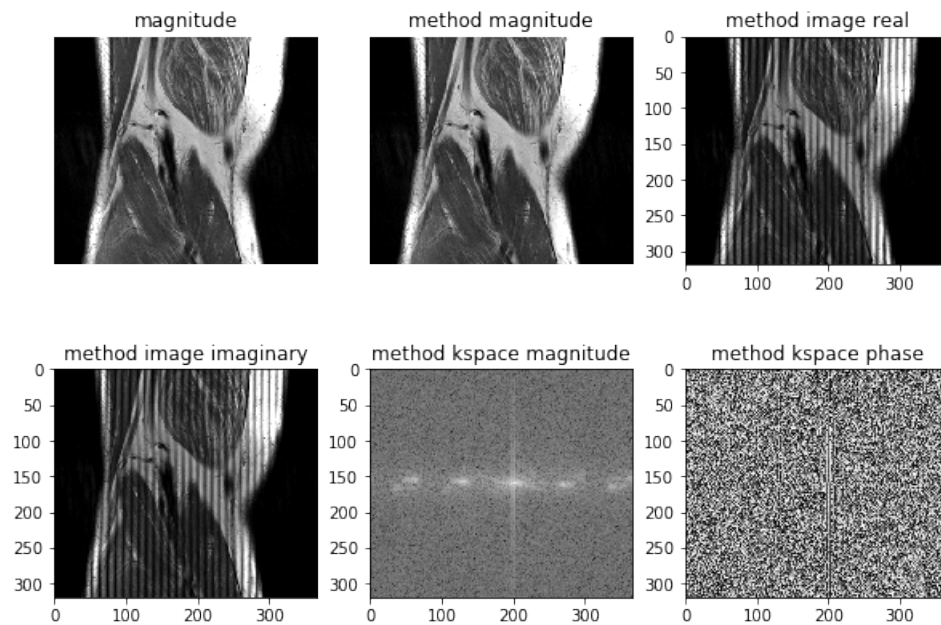 magnitude
method magnitude
method image real
0
50
100
150
200
250
300
0 100 200 300
method image imaginary
method kspace magnitude
method kspace phase
0
50
100
150
200
250
300
0 100 200 300
0
50
100
150
200
250
300
0 100 200 300
0
50
100
150
200
250
300
0 100 200 300